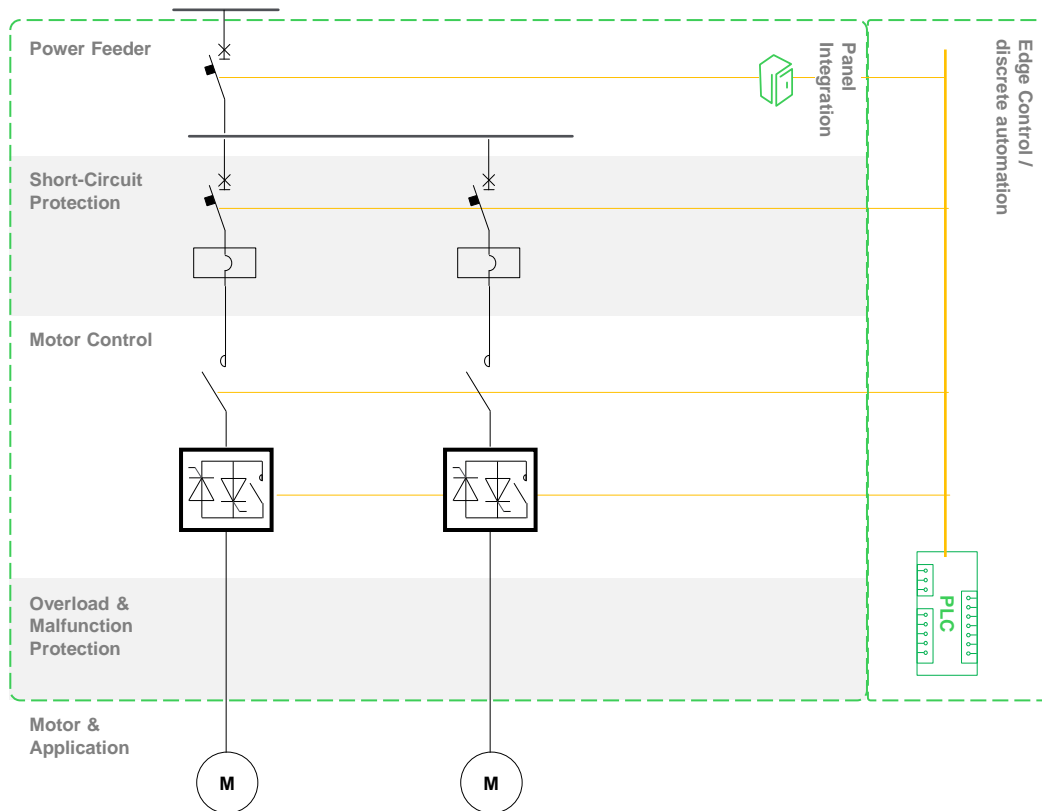 Power Feeder
Panel
Integration
Edge Control /
discrete automation
Short-Circuit
Protection
Motor Control
Overload &
Malfunction
Protection
PLC
Motor &
Application
M
M